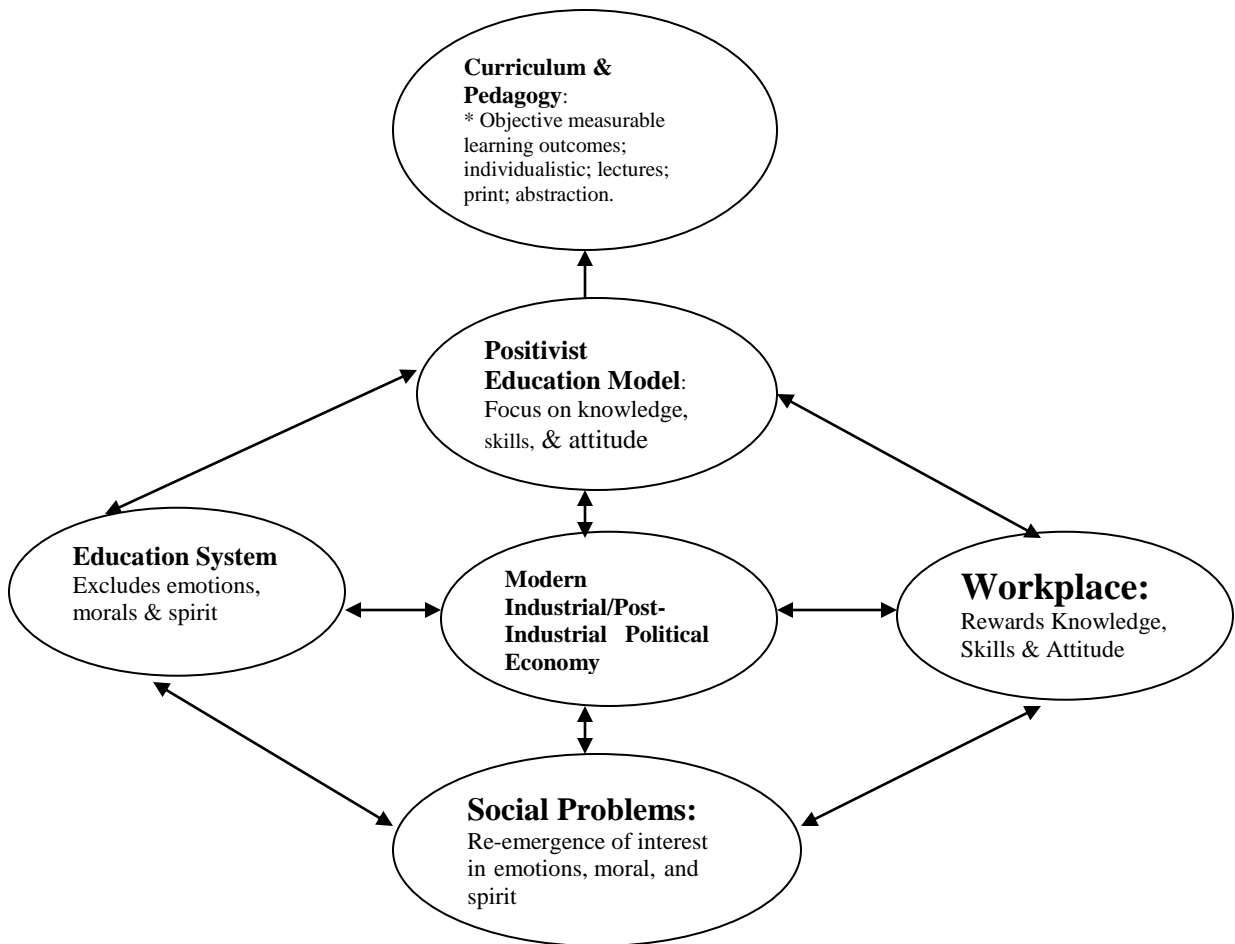 Curriculum &
Pedagogy:
* Objective measurable
learning outcomes;
individualistic; lectures;
print; abstraction.
Positivist
Education Model:
Focus on knowledge,
skills, & attitude
Education System
Excludes emotions,
morals & spirit
Modern
Industrial/Post-
Industrial Political
Economy
Workplace:
Rewards Knowledge,
Skills & Attitude
Social Problems:
Re-emergence of interest
in emotions, moral, and
spirit